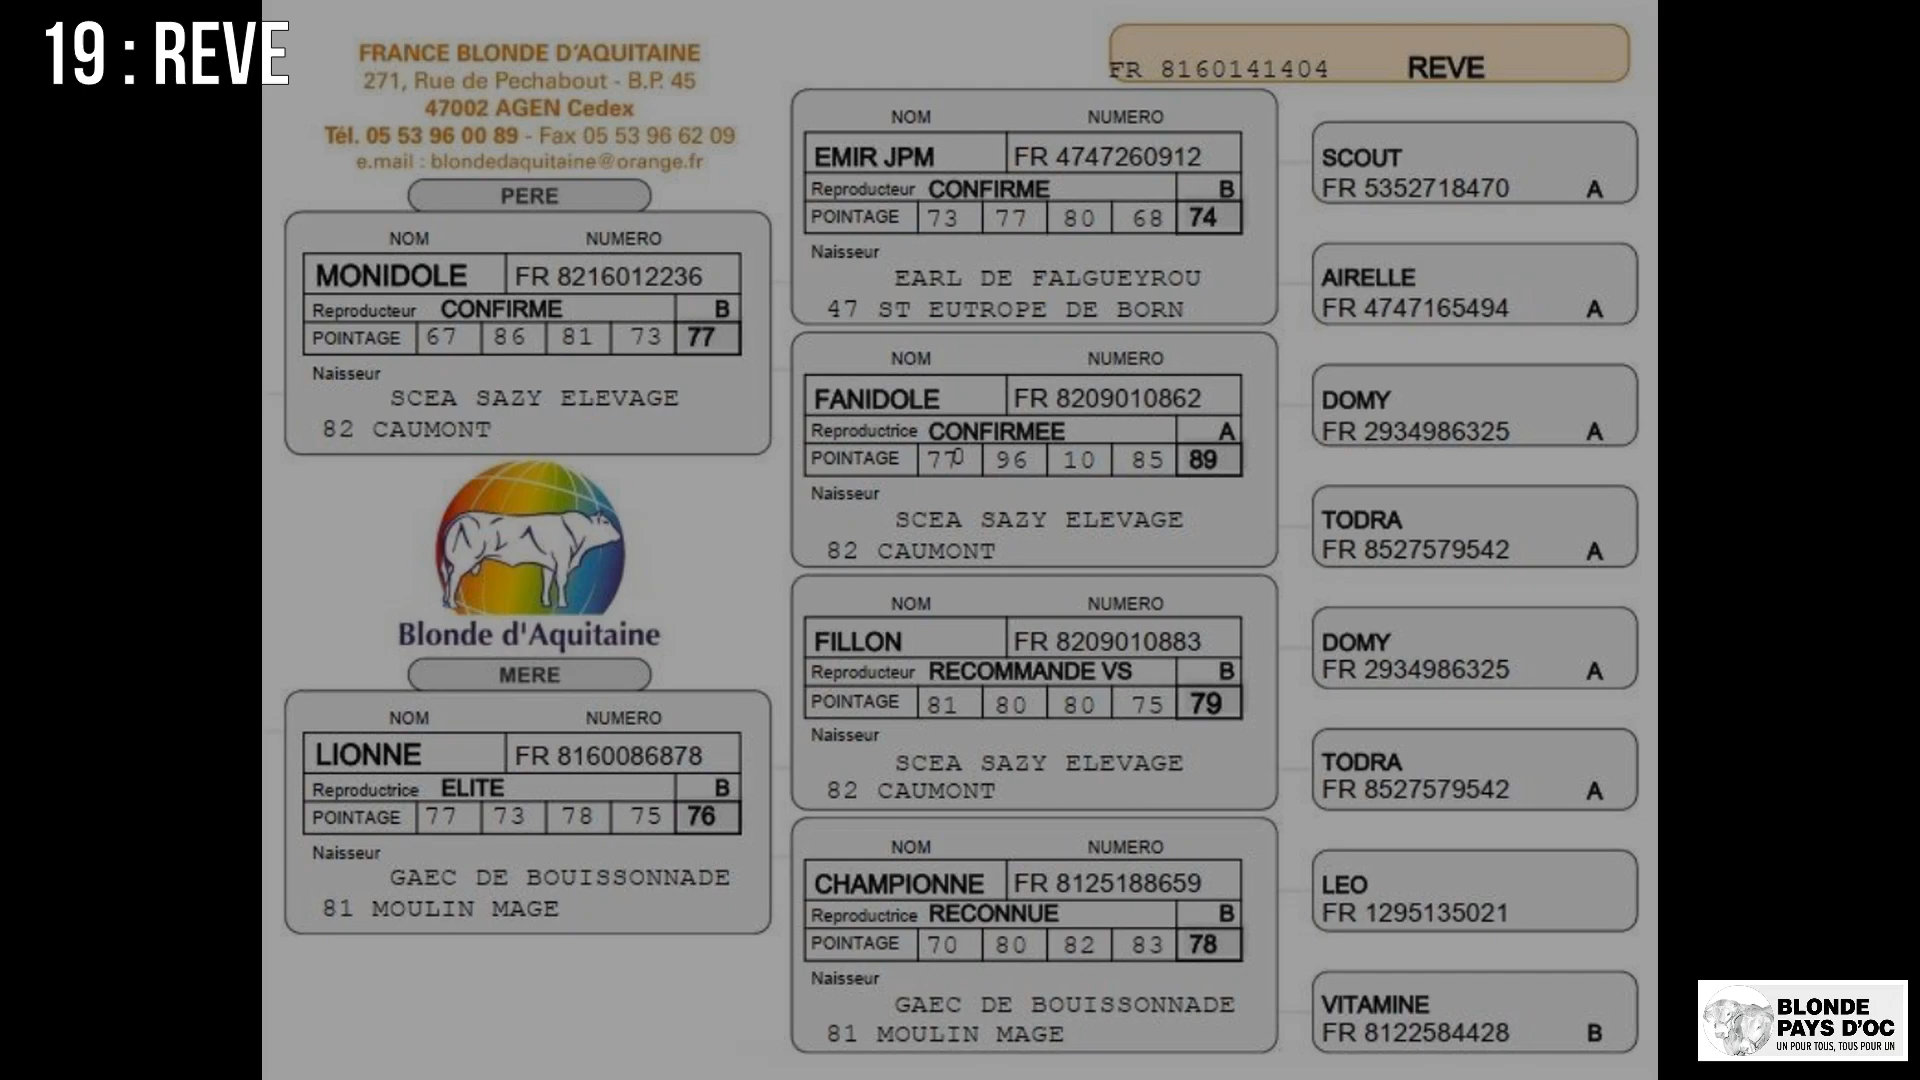 19 : REVE
FRANCE BLONDE D'AQUITAINE
271, Rue de Pechabout - B.P. 45
47002 AGEN Cedex
Tél. 05 53 96 00 89 - Fax 05 53 96 62 09
e.mail : blondedaquitaine@orange.fr
FR 8160141404 REVE
PERE
NOM NUMERO
MONIDOLE FR 8216012236
Reproducteur CONFIRME B
POINTAGE 67 86 81 73 77
Naisseur
SCEA SAZY ELEVAGE
82 CAUMONT
Blonde d'Aquitaine
MERE
NOM NUMERO
LIONNE FR 8160086878
Reproductrice ELITE B
POINTAGE 77 73 78 75 76
Naisseur
GAEC DE BOUISSONNADE
81 MOULIN MAGE
NOM NUMERO
EMIR JPM FR 4747260912
Reproducteur CONFIRME B
POINTAGE 73 77 80 68 74
Naisseur
EARL DE FALGUEYROU
47 ST EUTROPE DE BORN
NOM NUMERO
FANIDOLE FR 8209010862
Reproductrice CONFIRMEE A
POINTAGE 77 96 10 85 89
0
Naisseur
SCEA SAZY ELEVAGE
82 CAUMONT
NOM NUMERO
FILLON FR 8209010883
Reproducteur RECOMMANDE VS B
POINTAGE 81 80 80 75 79
Naisseur
SCEA SAZY ELEVAGE
82 CAUMONT
NOM NUMERO
CHAMPIONNE FR 8125188659
Reproductrice RECONNUE B
POINTAGE 70 80 82 83 78
Naisseur
GAEC DE BOUISSONNADE
81 MOULIN MAGE
SCOUT
FR 5352718470 A
AIRELLE
FR 4747165494 A
DOMY
FR 2934986325 A
TODRA
FR 8527579542 A
DOMY
FR 2934986325 A
TODRA
FR 8527579542 A
LEO
FR 1295135021
VITAMINE
FR 8122584428 B
BLONDE
PAYS D'OC
UN POUR TOUS, TOUS POUR UN